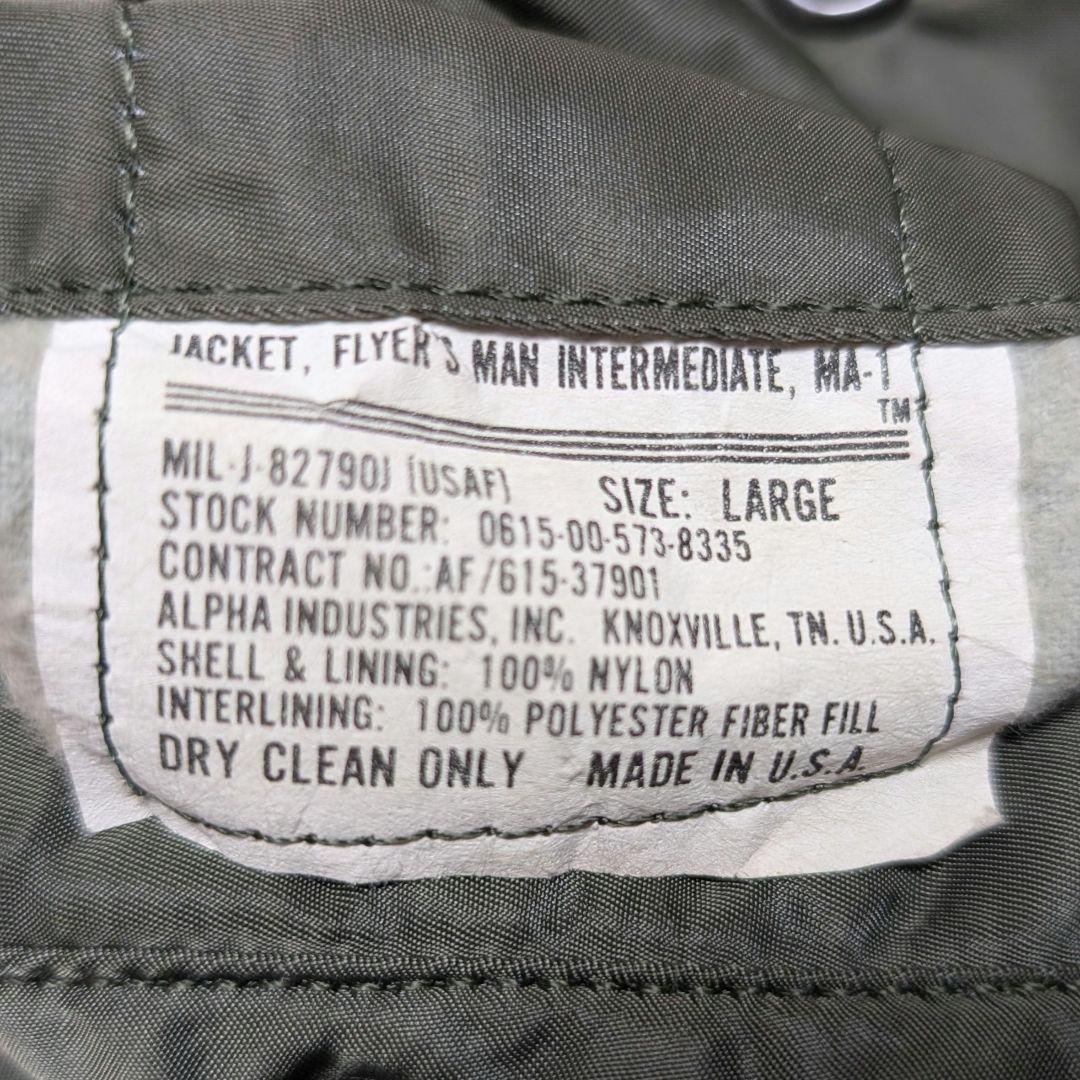 JACKET, FLYER'S MAN INTERMEDIATE, MA-1
TM
MIL-J-82790J (USAF) SIZE: LARGE
STOCK NUMBER: 0615-00-573-8335
CONTRACT NO.: AF/615-37901
ALPHA INDUSTRIES, INC. KNOXVILLE, TN. U.S.A.
SHELL & LINING: 100% NYLON
INTERLINING: 100% POLYESTER FIBER FILL
DRY CLEAN ONLY MADE IN U.S.A.